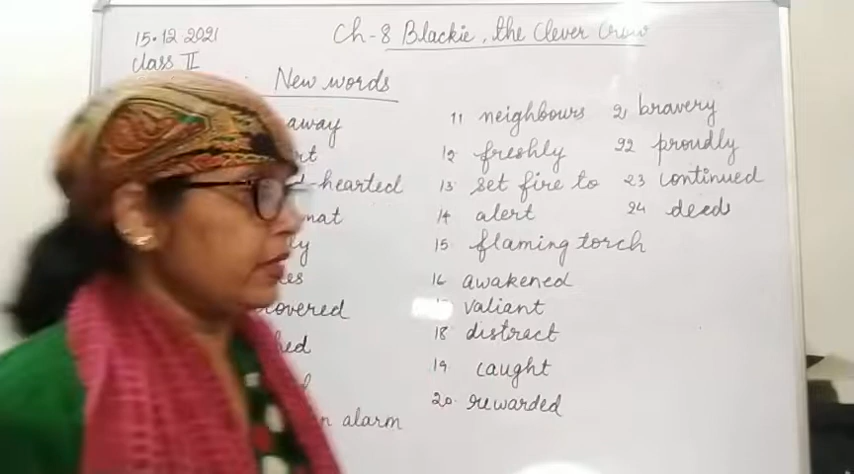 15.12 2021
Ch-8 Blackie, the Clever Crow
class II
New words
away
hearted
overed
alarm
11 neighbours
12 freshly
13 set fire to
14 alert
15 flaming torch
16 awakened
valiant
18 distract
19 caught
20. rewarded
21 bravery
22 proudly
23 continued
24 deeds